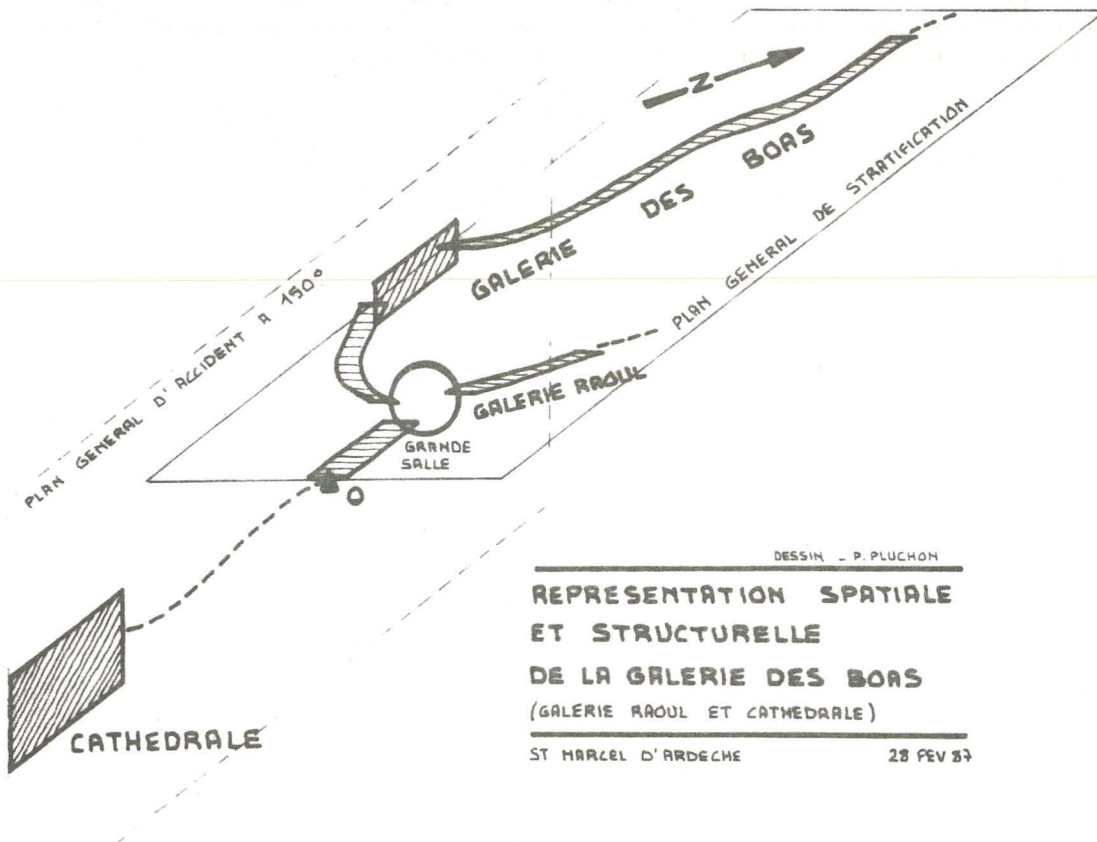 N
GALERIE DES BOAS
PLAN GENERAL DE STRATIFICATION
PLAN GENERAL D'ACCIDENT A 150°
GALERIE RAOUL
GRANDE
SALLE
O
CATHEDRALE
DESSIN _ P. PLUCHON
REPRESENTATION SPATIALE
ET STRUCTURELLE
DE LA GALERIE DES BOAS
(GALERIE RAOUL ET CATHEDRALE)
ST MARCEL D'ARDECHE 28 FEV 87